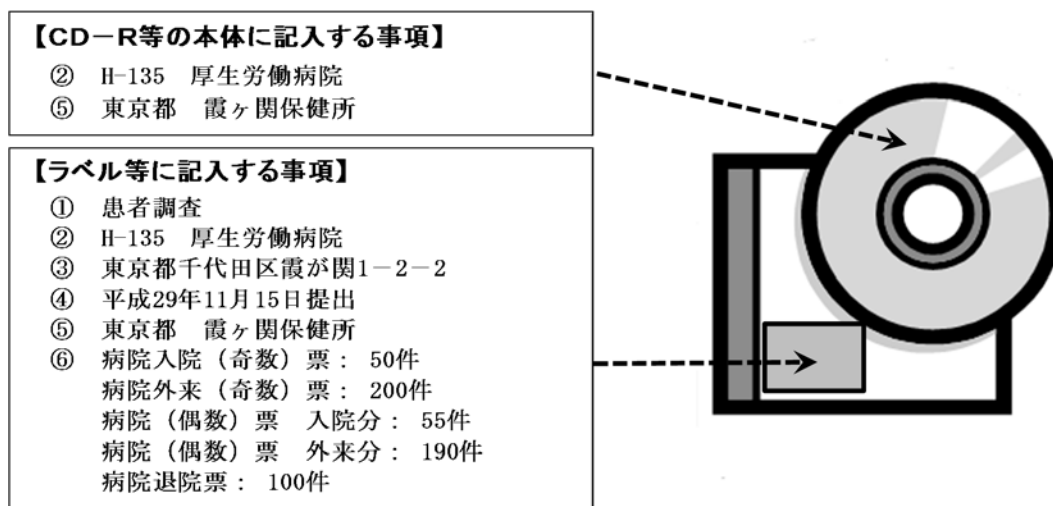 【CD－R等の本体に記入する事項】
② H-135 厚生労働病院
⑤ 東京都 霞ヶ関保健所
【ラベル等に記入する事項】
① 患者調査
② H-135 厚生労働病院
③ 東京都千代田区霞が関1－2－2
④ 平成29年11月15日提出
⑤ 東京都 霞ヶ関保健所
⑥ 病院入院（奇数）票： 50件
病院外来（奇数）票： 200件
病院（偶数）票 入院分： 55件
病院（偶数）票 外来分： 190件
病院退院票： 100件